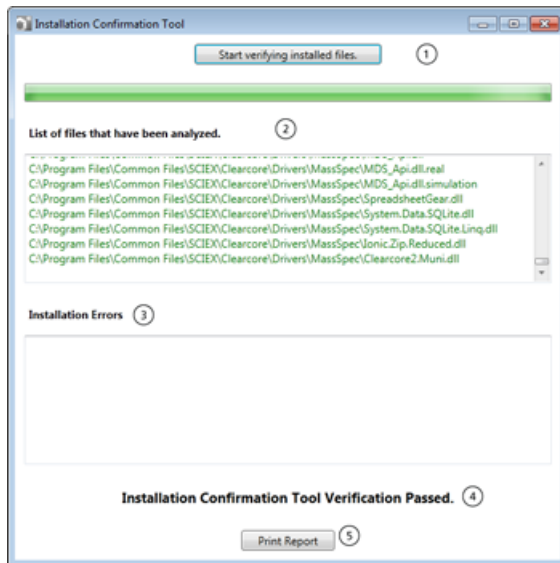 Installation Confirmation Tool
Start verifying installed files.
1
List of files that have been analyzed.
2
C:\Program Files\Common Files\SCIEX\Clearcore\Drivers\MassSpec\MDS_Api.dll.real
C:\Program Files\Common Files\SCIEX\Clearcore\Drivers\MassSpec\MDS_Api.dll.simulation
C:\Program Files\Common Files\SCIEX\Clearcore\Drivers\MassSpec\SpreadsheetGear.dll
C:\Program Files\Common Files\SCIEX\Clearcore\Drivers\MassSpec\System.Data.SQLite.dll
C:\Program Files\Common Files\SCIEX\Clearcore\Drivers\MassSpec\System.Data.SQLite.Linq.dll
C:\Program Files\Common Files\SCIEX\Clearcore\Drivers\MassSpec\Ionic.Zip.Reduced.dll
C:\Program Files\Common Files\SCIEX\Clearcore\Drivers\MassSpec\Clearcore2.Muni.dll
Installation Errors
3
Installation Confirmation Tool Verification Passed.
4
Print Report
5